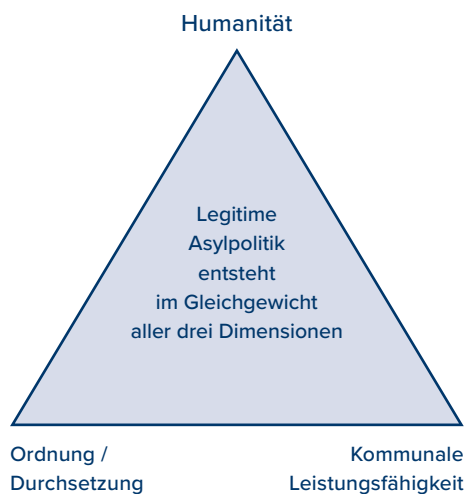 Humanität
Legitime
Asylpolitik
entsteht
im Gleichgewicht
aller drei Dimensionen
Ordnung /
Durchsetzung
Kommunale
Leistungsfähigkeit